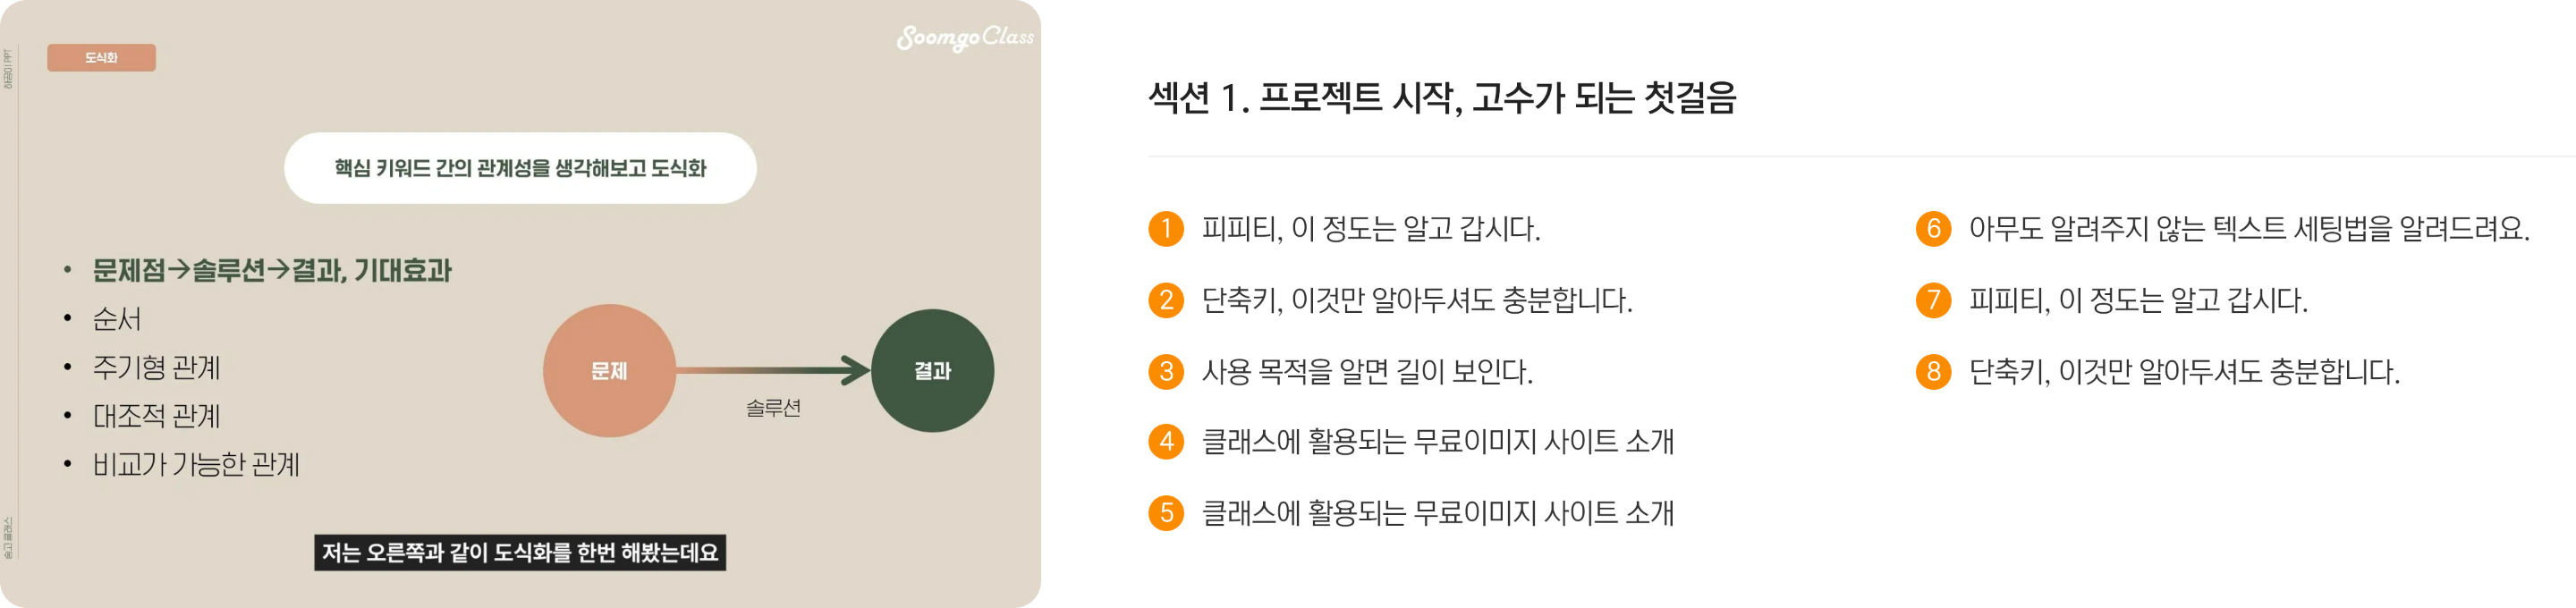 Soomgo Class
하공이 PPT
도식화
핵심 키워드 간의 관계성을 생각해보고 도식화
• 문제점→솔루션→결과, 기대효과
• 순서
• 주기형 관계
• 대조적 관계
• 비교가 가능한 관계
문제
솔루션
결과
숨고 클래스
저는 오른쪽과 같이 도식화를 한번 해봤는데요
섹션 1. 프로젝트 시작, 고수가 되는 첫걸음
1 피피티, 이 정도는 알고 갑시다.
2 단축키, 이것만 알아두셔도 충분합니다.
3 사용 목적을 알면 길이 보인다.
4 클래스에 활용되는 무료이미지 사이트 소개
5 클래스에 활용되는 무료이미지 사이트 소개
6 아무도 알려주지 않는 텍스트 세팅법을 알려드려요.
7 피피티, 이 정도는 알고 갑시다.
8 단축키, 이것만 알아두셔도 충분합니다.